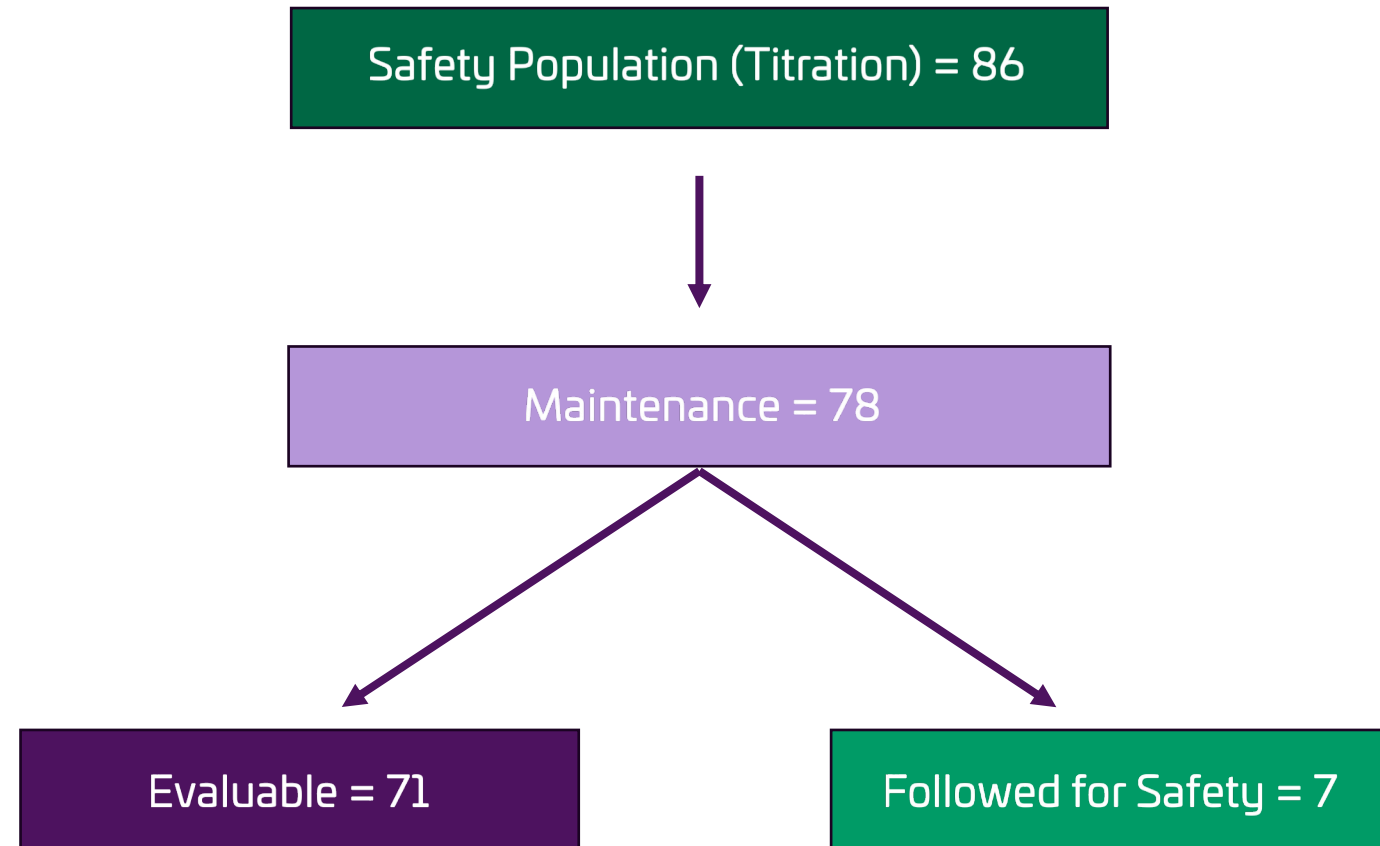 Safety Population (Titration) = 86
Maintenance = 78
Evaluable = 71
Followed for Safety = 7